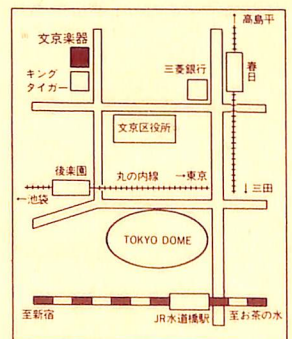 高島平
文京楽器
キング
タイガー
三菱銀行
春日
文京区役所
後楽園
丸の内線
→東京
←池袋
↓三田
TOKYO DOME
至新宿
JR水道橋駅
至お茶の水